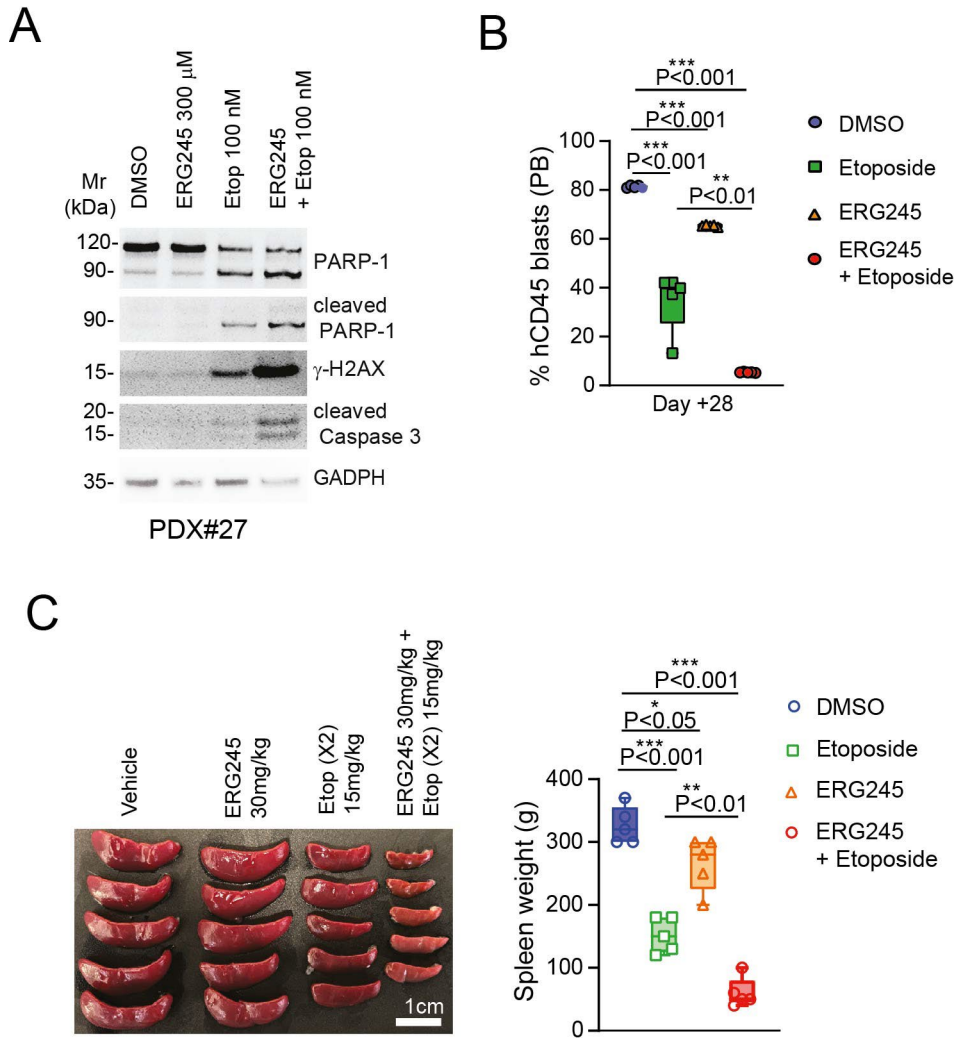 A
Mr
(kDa)
DMSO
ERG245 300 μM
Etop 100 nM
ERG245
+ Etop 100 nM
120-
90-
PARP-1
90-
cleaved
PARP-1
15-
γ-H2AX
20-
15-
cleaved
Caspase 3
35-
GADPH
PDX#27
B
***
P<0.001
***
P<0.001
***
P<0.001
**
P<0.01
% hCD45 blasts (PB)
100
80
60
40
20
0
Day +28
DMSO
Etoposide
ERG245
ERG245
+ Etoposide
C
Vehicle
ERG245
30mg/kg
Etop (X2)
15mg/kg
ERG245 30mg/kg +
Etop (X2) 15mg/kg
1cm
***
P<0.001
*
P<0.05
***
P<0.001
**
P<0.01
Spleen weight (g)
400
300
200
100
0
DMSO
Etoposide
ERG245
ERG245
+ Etoposide